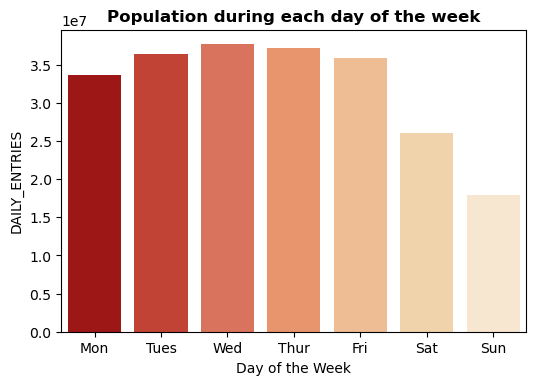 Population during each day of the week
1e7
3.5
3.0
2.5
2.0
1.5
1.0
0.5
0.0
DAILY_ENTRIES
Mon Tues Wed Thur Fri Sat Sun
Day of the Week